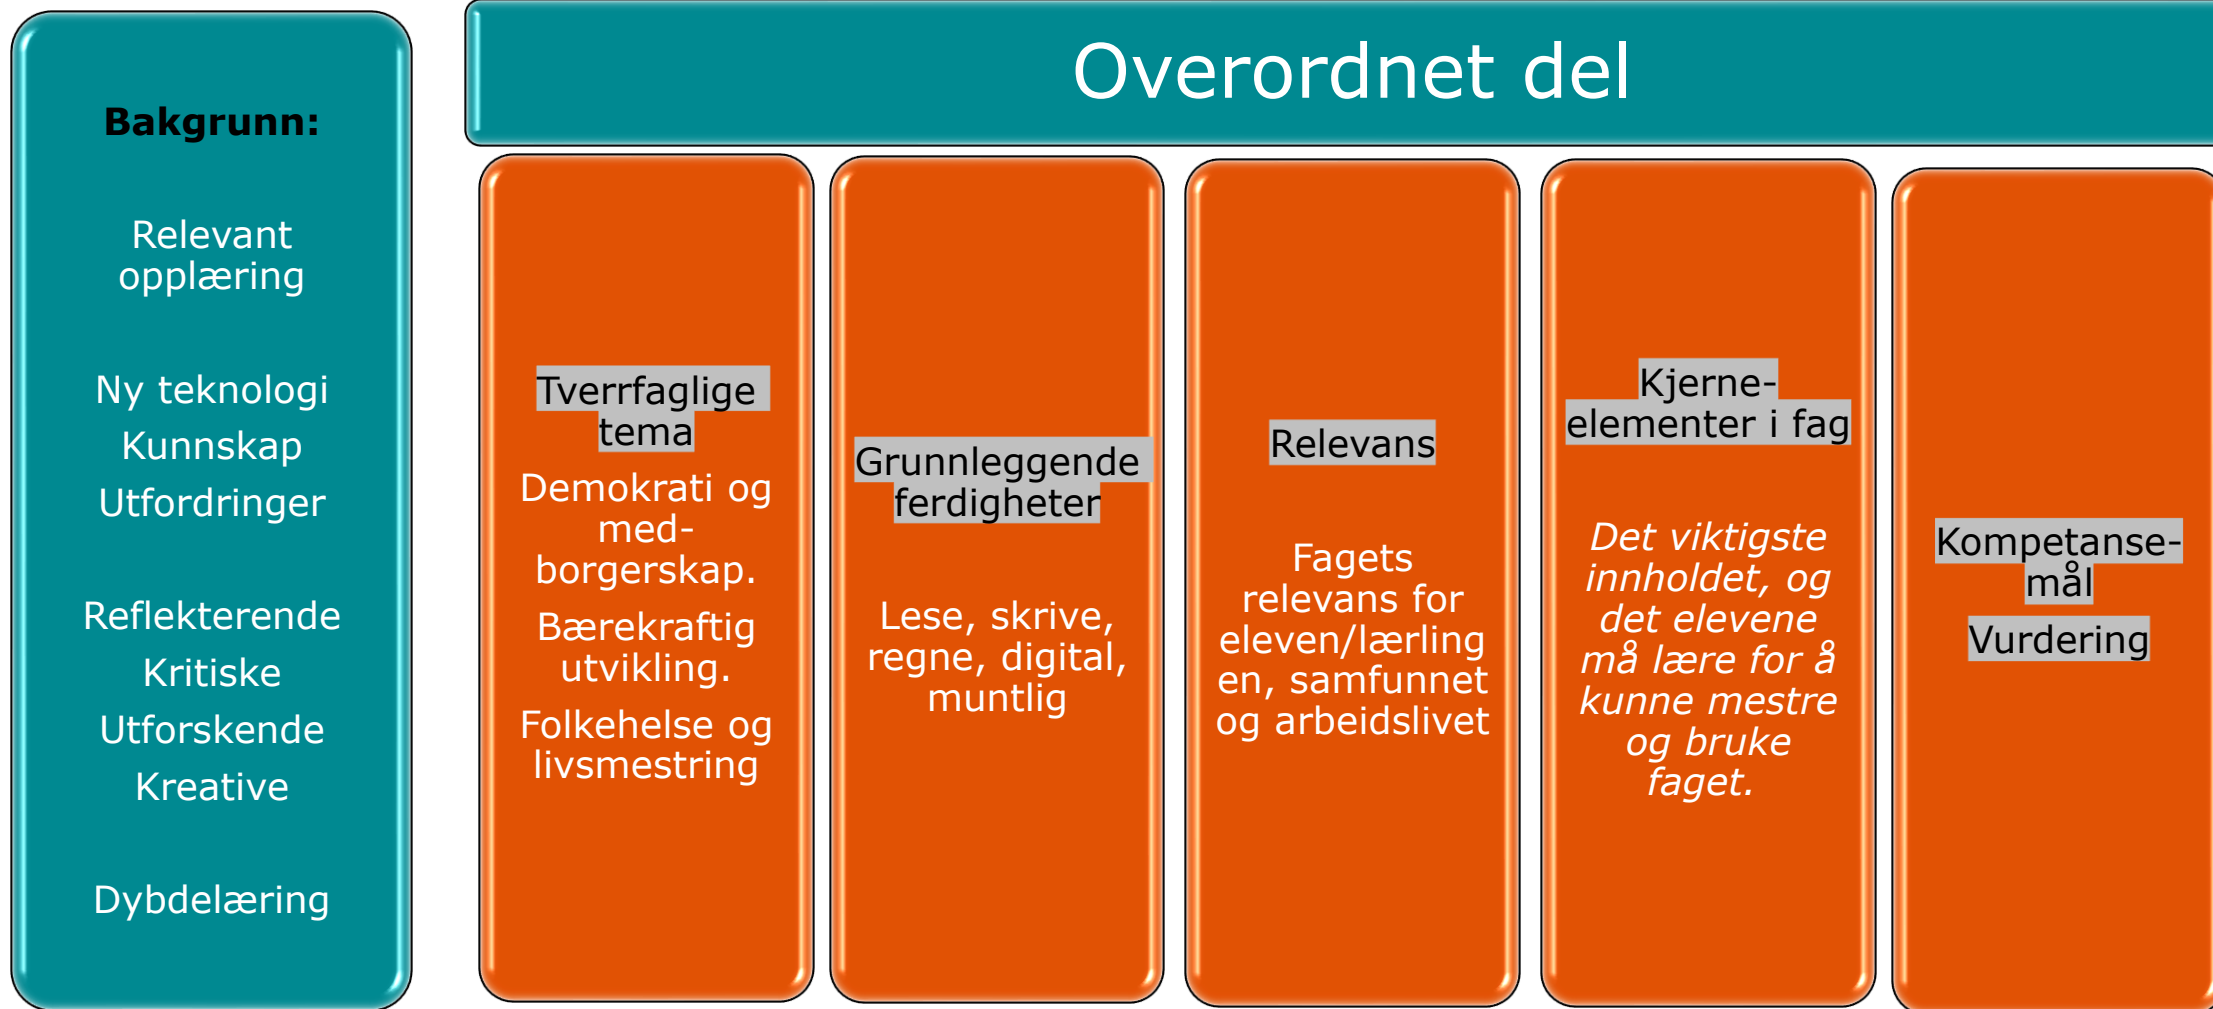 Bakgrunn:
Relevant
opplæring
Ny teknologi
Kunnskap
Utfordringer
Reflekterende
Kritiske
Utforskende
Kreative
Dybdelæring
Overordnet del
Tverrfaglige
tema
Demokrati og
med-
borgerskap.
Bærekraftig
utvikling.
Folkehelse og
livsmestring
Grunnleggende
ferdigheter
Lese, skrive,
regne, digital,
muntlig
Relevans
Fagets
relevans for
eleven/lærling
en, samfunnet
og arbeidslivet
Kjerne-
elementer i fag
Det viktigste
innholdet, og
det elevene
må lære for å
kunne mestre
og bruke
faget.
Kompetanse-
mål
Vurdering